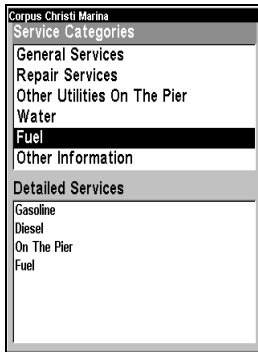 Corpus Christi Marina
Service Categories
General Services
Repair Services
Other Utilities On The Pier
Water
Fuel
Other Information
Detailed Services
Gasoline
Diesel
On The Pier
Fuel